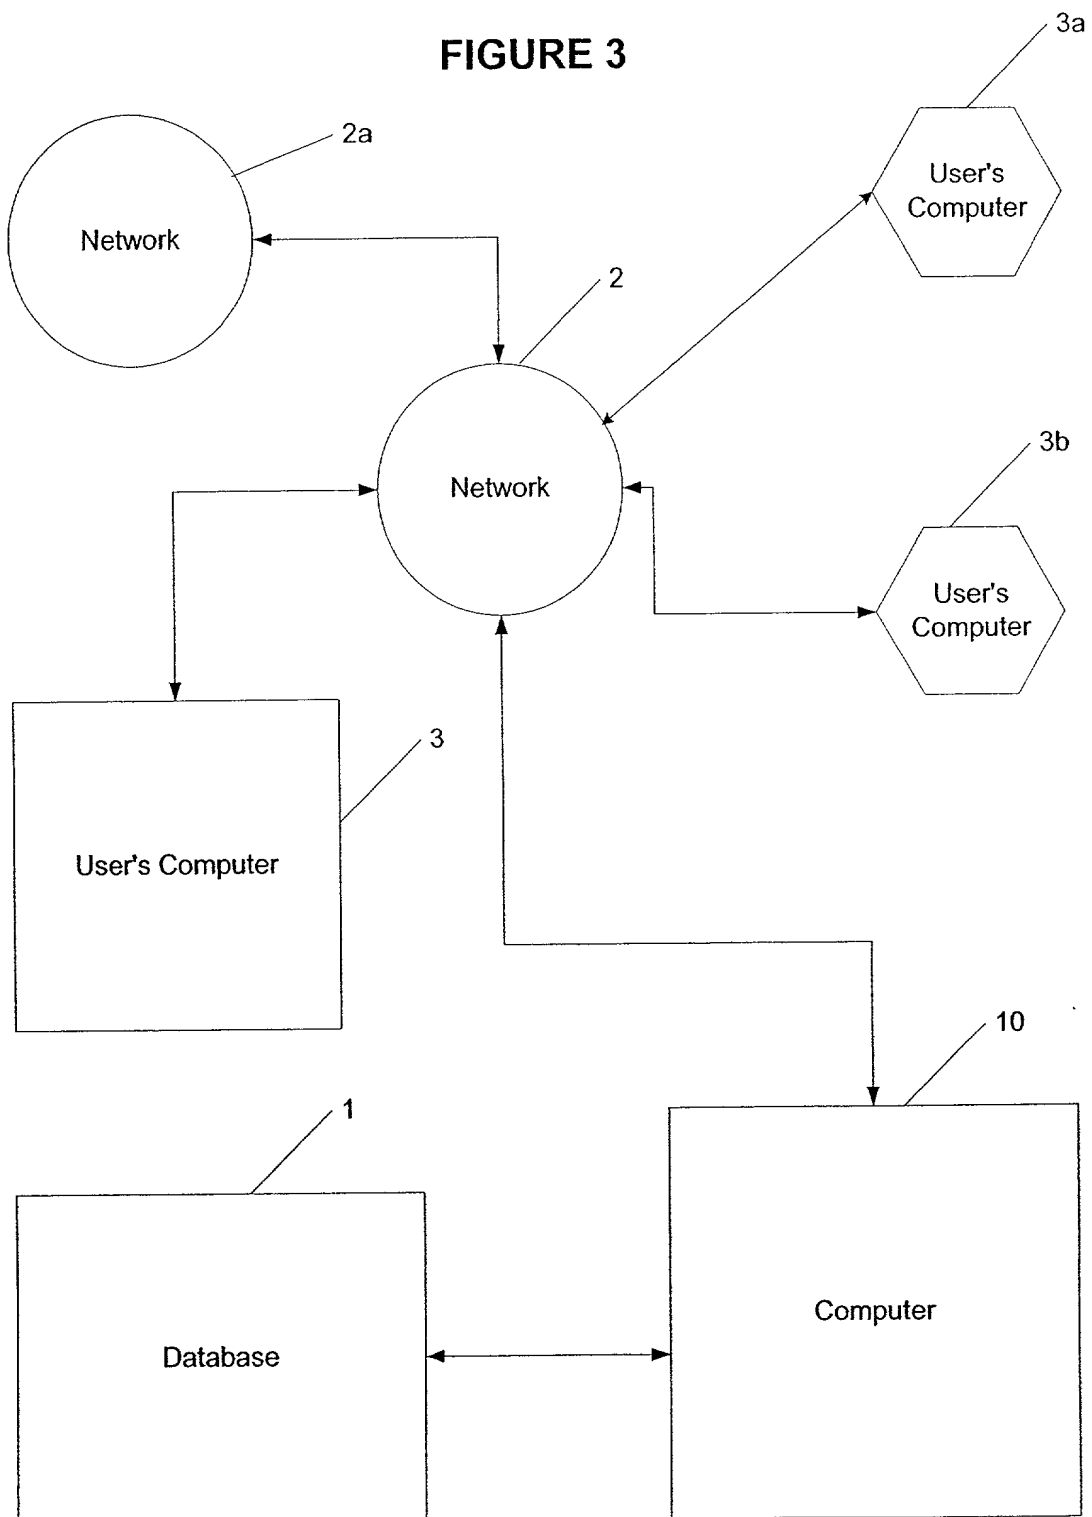 FIGURE 3
3a
2a
User's
Computer
Network
2
3b
Network
User's
Computer
3
User's Computer
10
1
Computer
Database